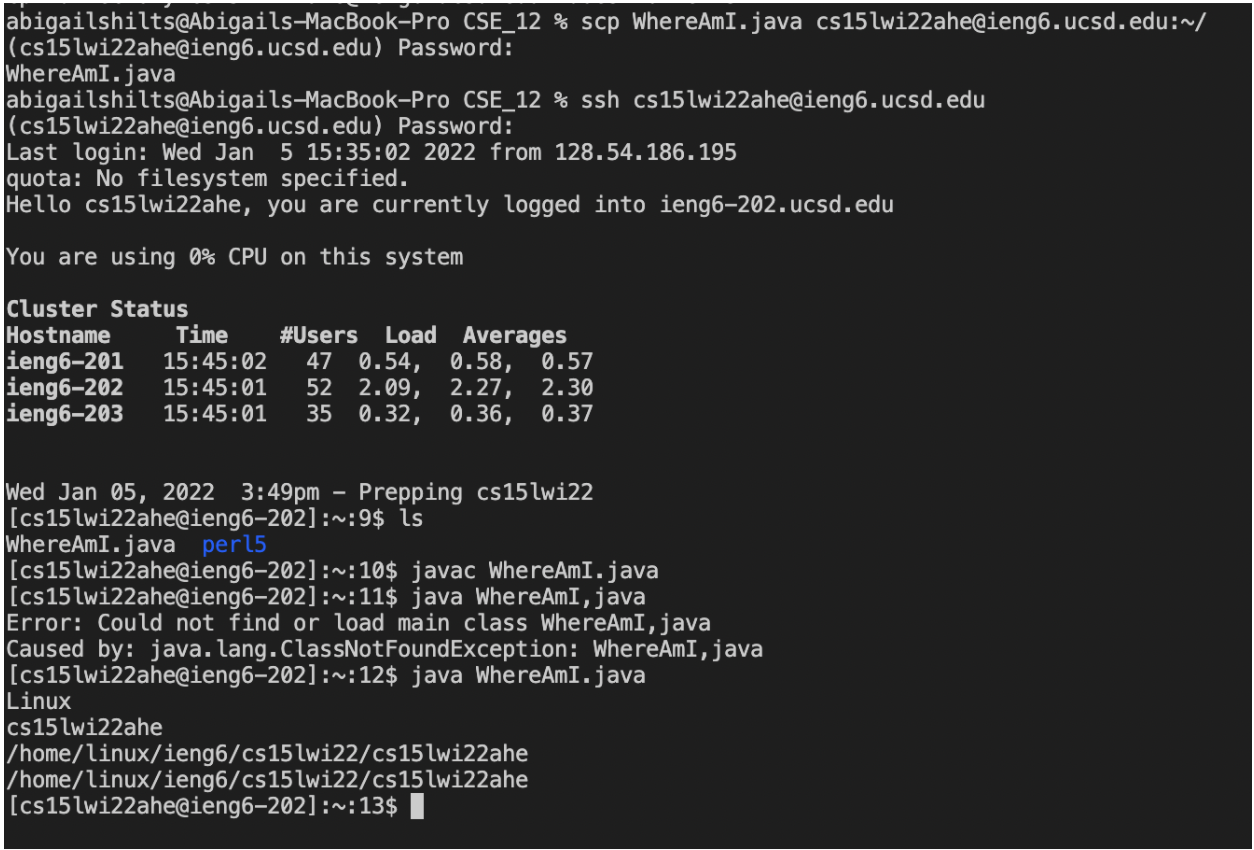 abigailshilts@Abigails-MacBook-Pro CSE_12 % scp WhereAmI.java cs15lwi22ahe@ieng6.ucsd.edu:~/
(cs15lwi22ahe@ieng6.ucsd.edu) Password:
WhereAmI.java
abigailshilts@Abigails-MacBook-Pro CSE_12 % ssh cs15lwi22ahe@ieng6.ucsd.edu
(cs15lwi22ahe@ieng6.ucsd.edu) Password:
Last login: Wed Jan  5 15:35:02 2022 from 128.54.186.195
quota: No filesystem specified.
Hello cs15lwi22ahe, you are currently logged into ieng6-202.ucsd.edu
You are using 0% CPU on this system
Cluster Status
Hostname     Time    #Users  Load  Averages
ieng6-201   15:45:02   47  0.54,  0.58,  0.57
ieng6-202   15:45:01   52  2.09,  2.27,  2.30
ieng6-203   15:45:01   35  0.32,  0.36,  0.37
Wed Jan 05, 2022  3:49pm - Prepping cs15lwi22
[cs15lwi22ahe@ieng6-202]:~:9$ ls
WhereAmI.java  perl5
[cs15lwi22ahe@ieng6-202]:~:10$ javac WhereAmI.java
[cs15lwi22ahe@ieng6-202]:~:11$ java WhereAmI,java
Error: Could not find or load main class WhereAmI,java
Caused by: java.lang.ClassNotFoundException: WhereAmI,java
[cs15lwi22ahe@ieng6-202]:~:12$ java WhereAmI.java
Linux
cs15lwi22ahe
/home/linux/ieng6/cs15lwi22/cs15lwi22ahe
/home/linux/ieng6/cs15lwi22/cs15lwi22ahe
[cs15lwi22ahe@ieng6-202]:~:13$